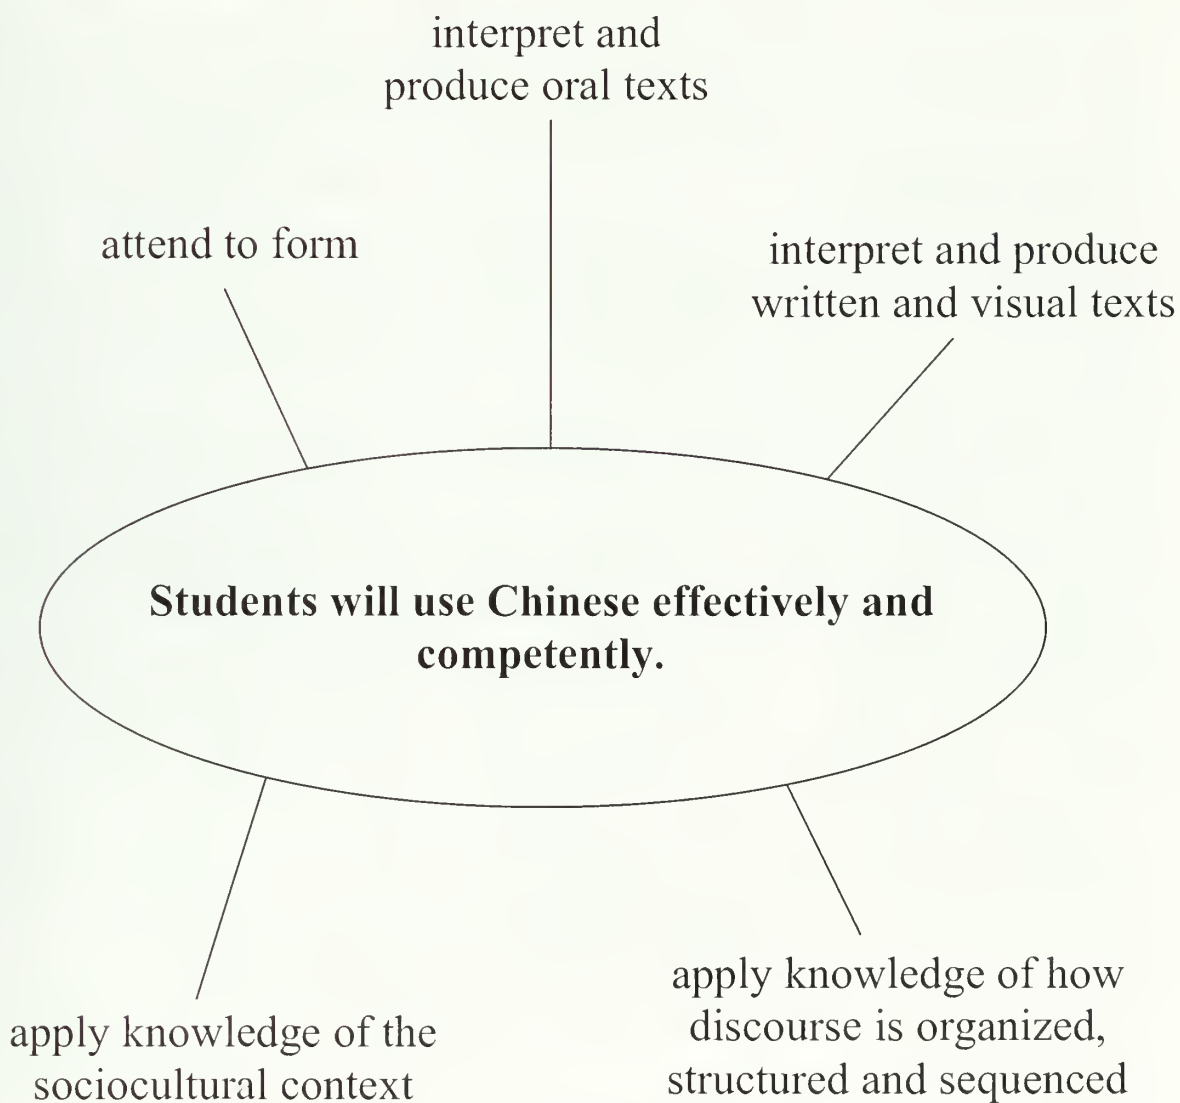 interpret and
produce oral texts
attend to form
interpret and produce
written and visual texts
Students will use Chinese effectively and
competently.
apply knowledge of the
sociocultural context
apply knowledge of how
discourse is organized,
structured and sequenced